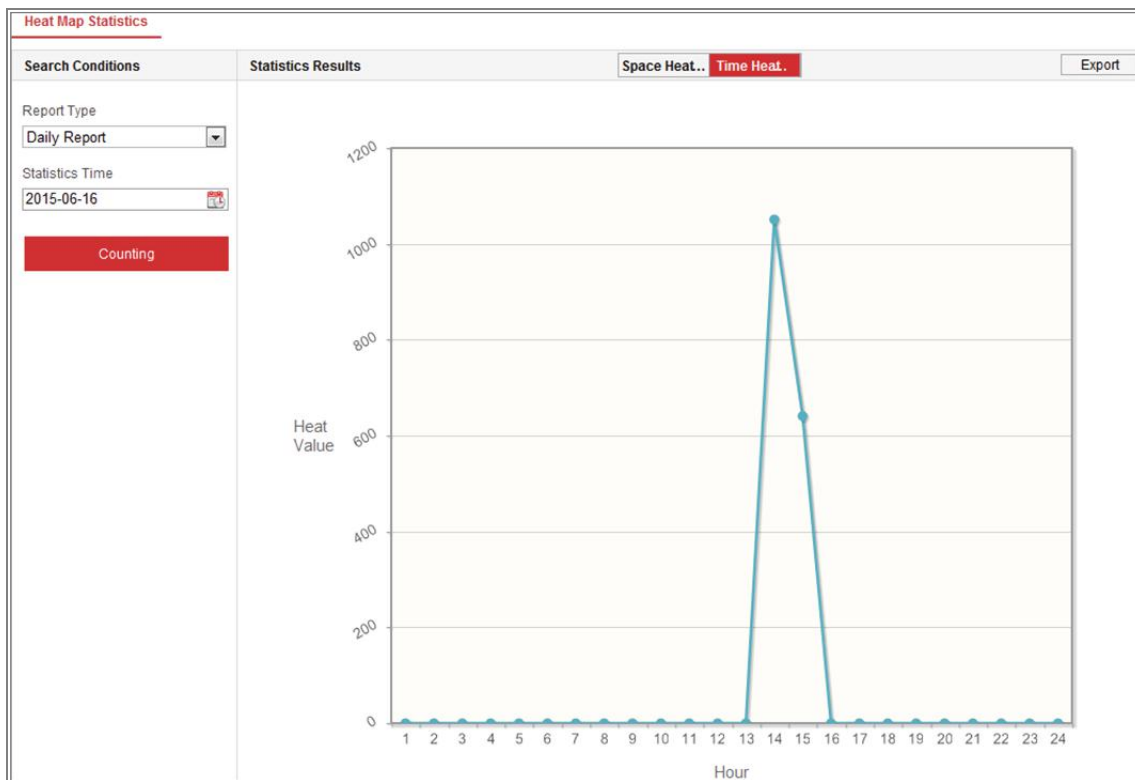 Heat Map Statistics
Search Conditions
Statistics Results
Space Heat...
Time Heat..
Export
Report Type
Daily Report
Statistics Time
2015-06-16
Counting
1200
1000
800
Heat
Value
600
400
200
0
1 2 3 4 5 6 7 8 9 10 11 12 13 14 15 16 17 18 19 20 21 22 23 24
Hour